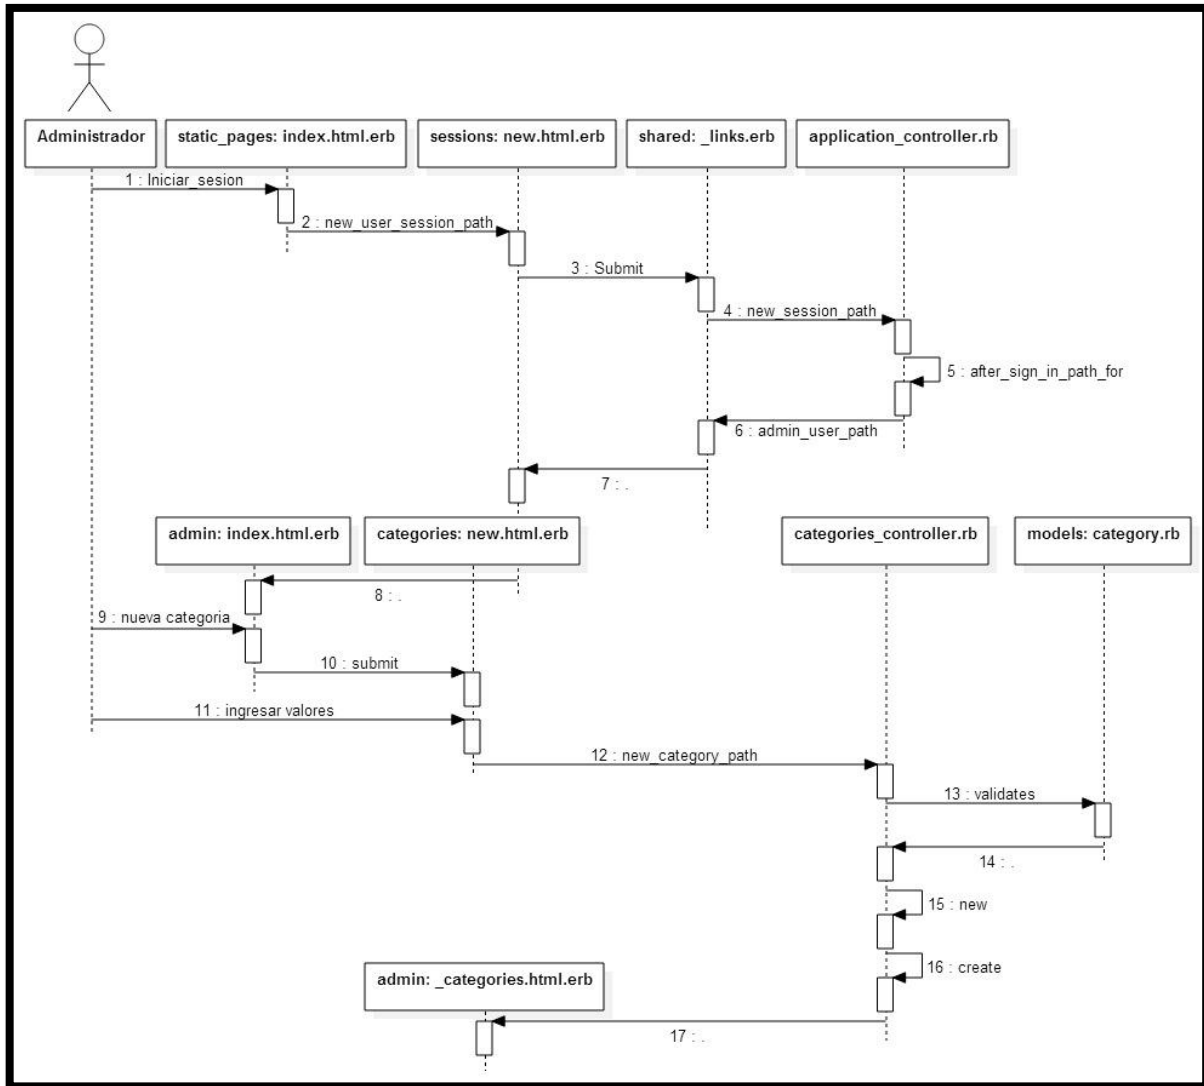 Administrador
static_pages: index.html.erb
sessions: new.html.erb
shared: _links.erb
application_controller.rb
1 : Iniciar_sesion
2 : new_user_session_path
3 : Submit
4 : new_session_path
5 : after_sign_in_path_for
6 : admin_user_path
7 : .
admin: index.html.erb
categories: new.html.erb
categories_controller.rb
models: category.rb
8 : .
9 : nueva categoria
10 : submit
11 : ingresar valores
12 : new_category_path
13 : validates
14 : .
15 : new
16 : create
admin: _categories.html.erb
17 : .